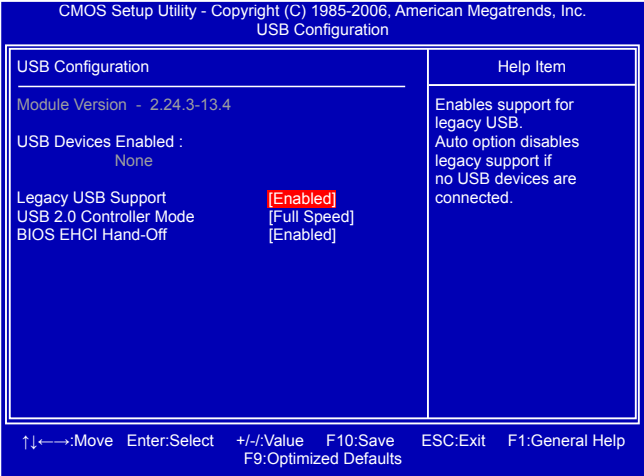 CMOS Setup Utility - Copyright (C) 1985-2006, American Megatrends, Inc.
USB Configuration
USB Configuration
Help Item
Module Version - 2.24.3-13.4
USB Devices Enabled :
None
Legacy USB Support [Enabled]
USB 2.0 Controller Mode [Full Speed]
BIOS EHCI Hand-Off [Enabled]
Enables support for
legacy USB.
Auto option disables
legacy support if
no USB devices are
connected.
↑↓←→:Move Enter:Select +/-/:Value F10:Save ESC:Exit F1:General Help
F9:Optimized Defaults